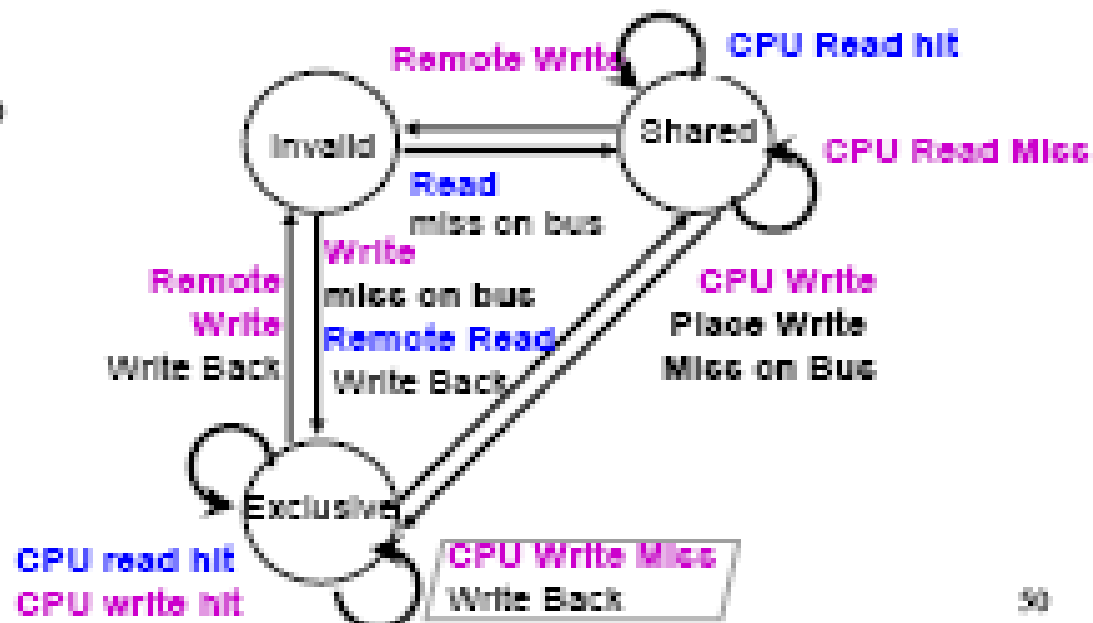 Remote Write
CPU Read hit
Invalid
Shared
CPU Read Miss
Read
miss on bus
Write
miss on bus
Remote Read
Write Back
Remote
Write
Write Back
CPU Write
Place Write
Miss on Bus
Exclusive
CPU read hit
CPU write hit
CPU Write Miss
Write Back
50